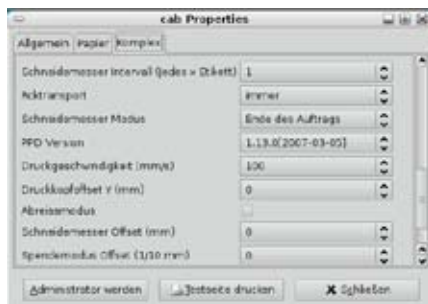 cab Properties
Allgemein Papier Komplex
Schneidemesser Intervall (jedes x Etikett) 1
immer
Schneidemesser Modus Ende des Auftrags
PPD Version 1.13.0[2007-03-05]
Druckgeschwindigkeit (mm/s) 100
Druckkopfoffset Y (mm) 0
Abreissmodus
Schneidemesser Offset (mm) 0
Spendemodus Offset (1/10 mm) 0
Administrator werden Testseite drucken Schließen